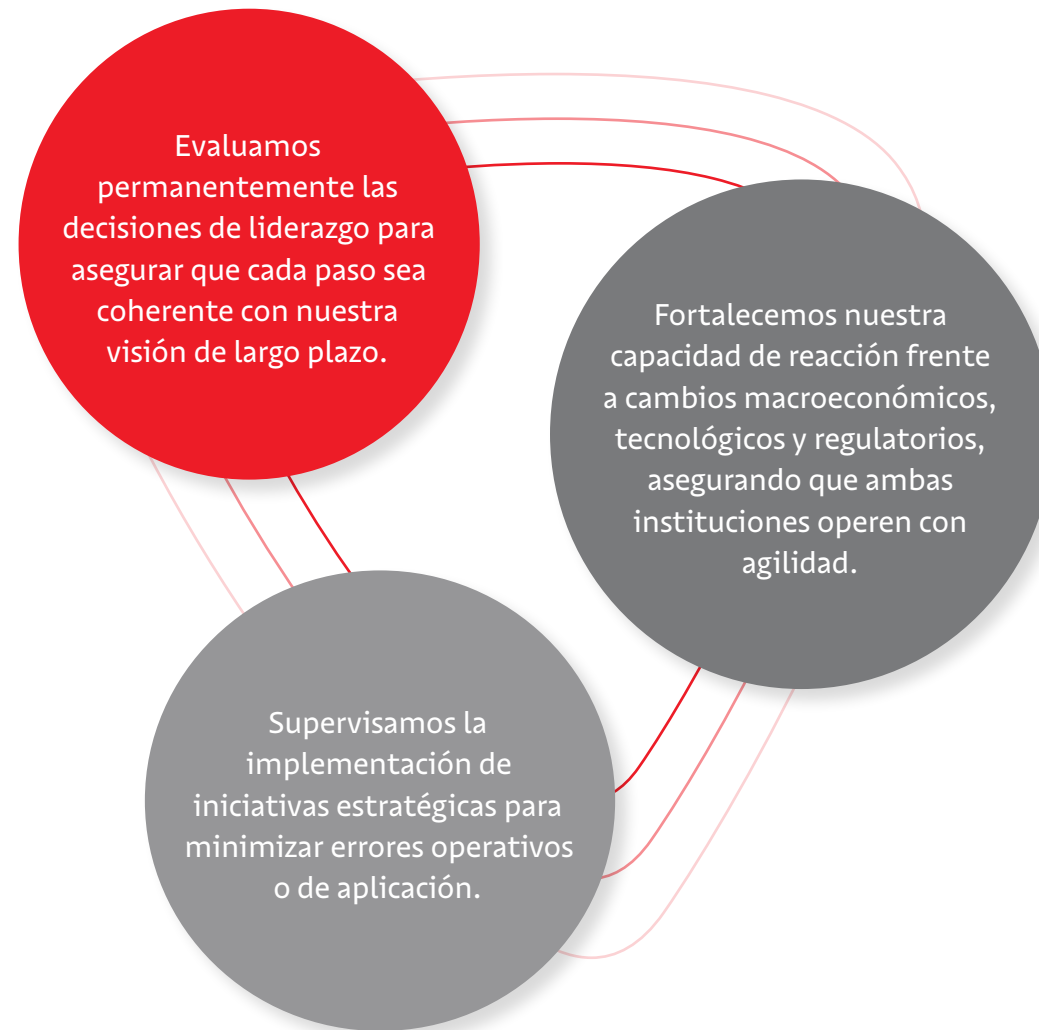 Evaluamos
permanentemente las
decisiones de liderazgo para
asegurar que cada paso sea
coherente con nuestra
visión de largo plazo.
Fortalecemos nuestra
capacidad de reacción frente
a cambios macroeconómicos,
tecnológicos y regulatorios,
asegurando que ambas
instituciones operen con
agilidad.
Supervisamos la
implementación de
iniciativas estratégicas para
minimizar errores operativos
o de aplicación.